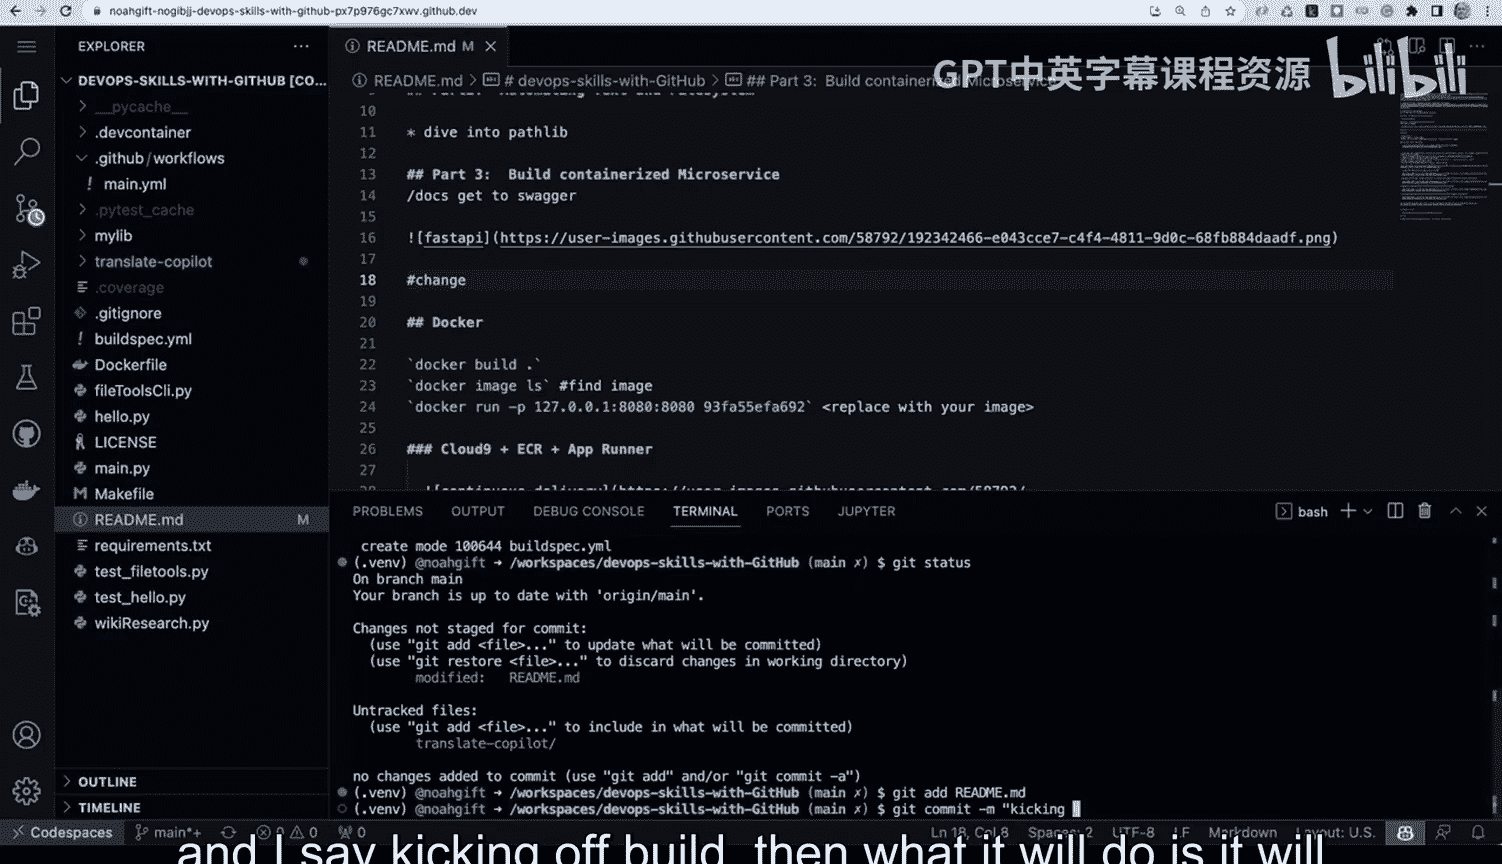 noahgift-nogibjj-devops-skills-with-github-px7p976gc7xwv.github.dev
EXPLORER
README.md M
DEVOPS-SKILLS-WITH-GITHUB [CO...
README.md > # devops-skills-with-GitHub > ## Part 3: Build containerized
GPT中英字幕课程资源 bilibili
__pycache__
.devcontainer
.github/workflows
main.yml
.pytest_cache
mylib
translate-copilot
.coverage
.gitignore
buildspec.yml
Dockerfile
fileToolsCli.py
hello.py
LICENSE
main.py
Makefile
README.md M
requirements.txt
test_filetools.py
test_hello.py
wikiResearch.py
OUTLINE
TIMELINE
10
11 * dive into pathlib
12
13 ## Part 3:  Build containerized Microservice
14 /docs get to swagger
15
16 ![fastapi](https://user-images.githubusercontent.com/58792/192342466-e043cce7-c4f4-4811-9d0c-68fb884daadf.png)
17
18 #change
19
20 ## Docker
21
22 `docker build .`
23 `docker image ls` #find image
24 `docker run -p 127.0.0.1:8080:8080 93fa55efa692` <replace with your image>
25
26 ### Cloud9 + ECR + App Runner
27
PROBLEMS OUTPUT DEBUG CONSOLE TERMINAL PORTS JUPYTER bash
create mode 100644 buildspec.yml
(.venv) @noahgift → /workspaces/devops-skills-with-GitHub (main ✗) $ git status
On branch main
Your branch is up to date with 'origin/main'.
Changes not staged for commit:
(use "git add <file>..." to update what will be committed)
(use "git restore <file>..." to discard changes in working directory)
modified:   README.md
Untracked files:
(use "git add <file>..." to include in what will be committed)
translate-copilot/
no changes added to commit (use "git add" and/or "git commit -a")
(.venv) @noahgift → /workspaces/devops-skills-with-GitHub (main ✗) $ git add README.md
(.venv) @noahgift → /workspaces/devops-skills-with-GitHub (main ✗) $ git commit -m "kicking
Codespaces main*+ 0 0 Ln 18, Col 8 Spaces: 2 UTF-8 LF Markdown Layout: U.S.
and I say kicking off build, then what it will do is it will